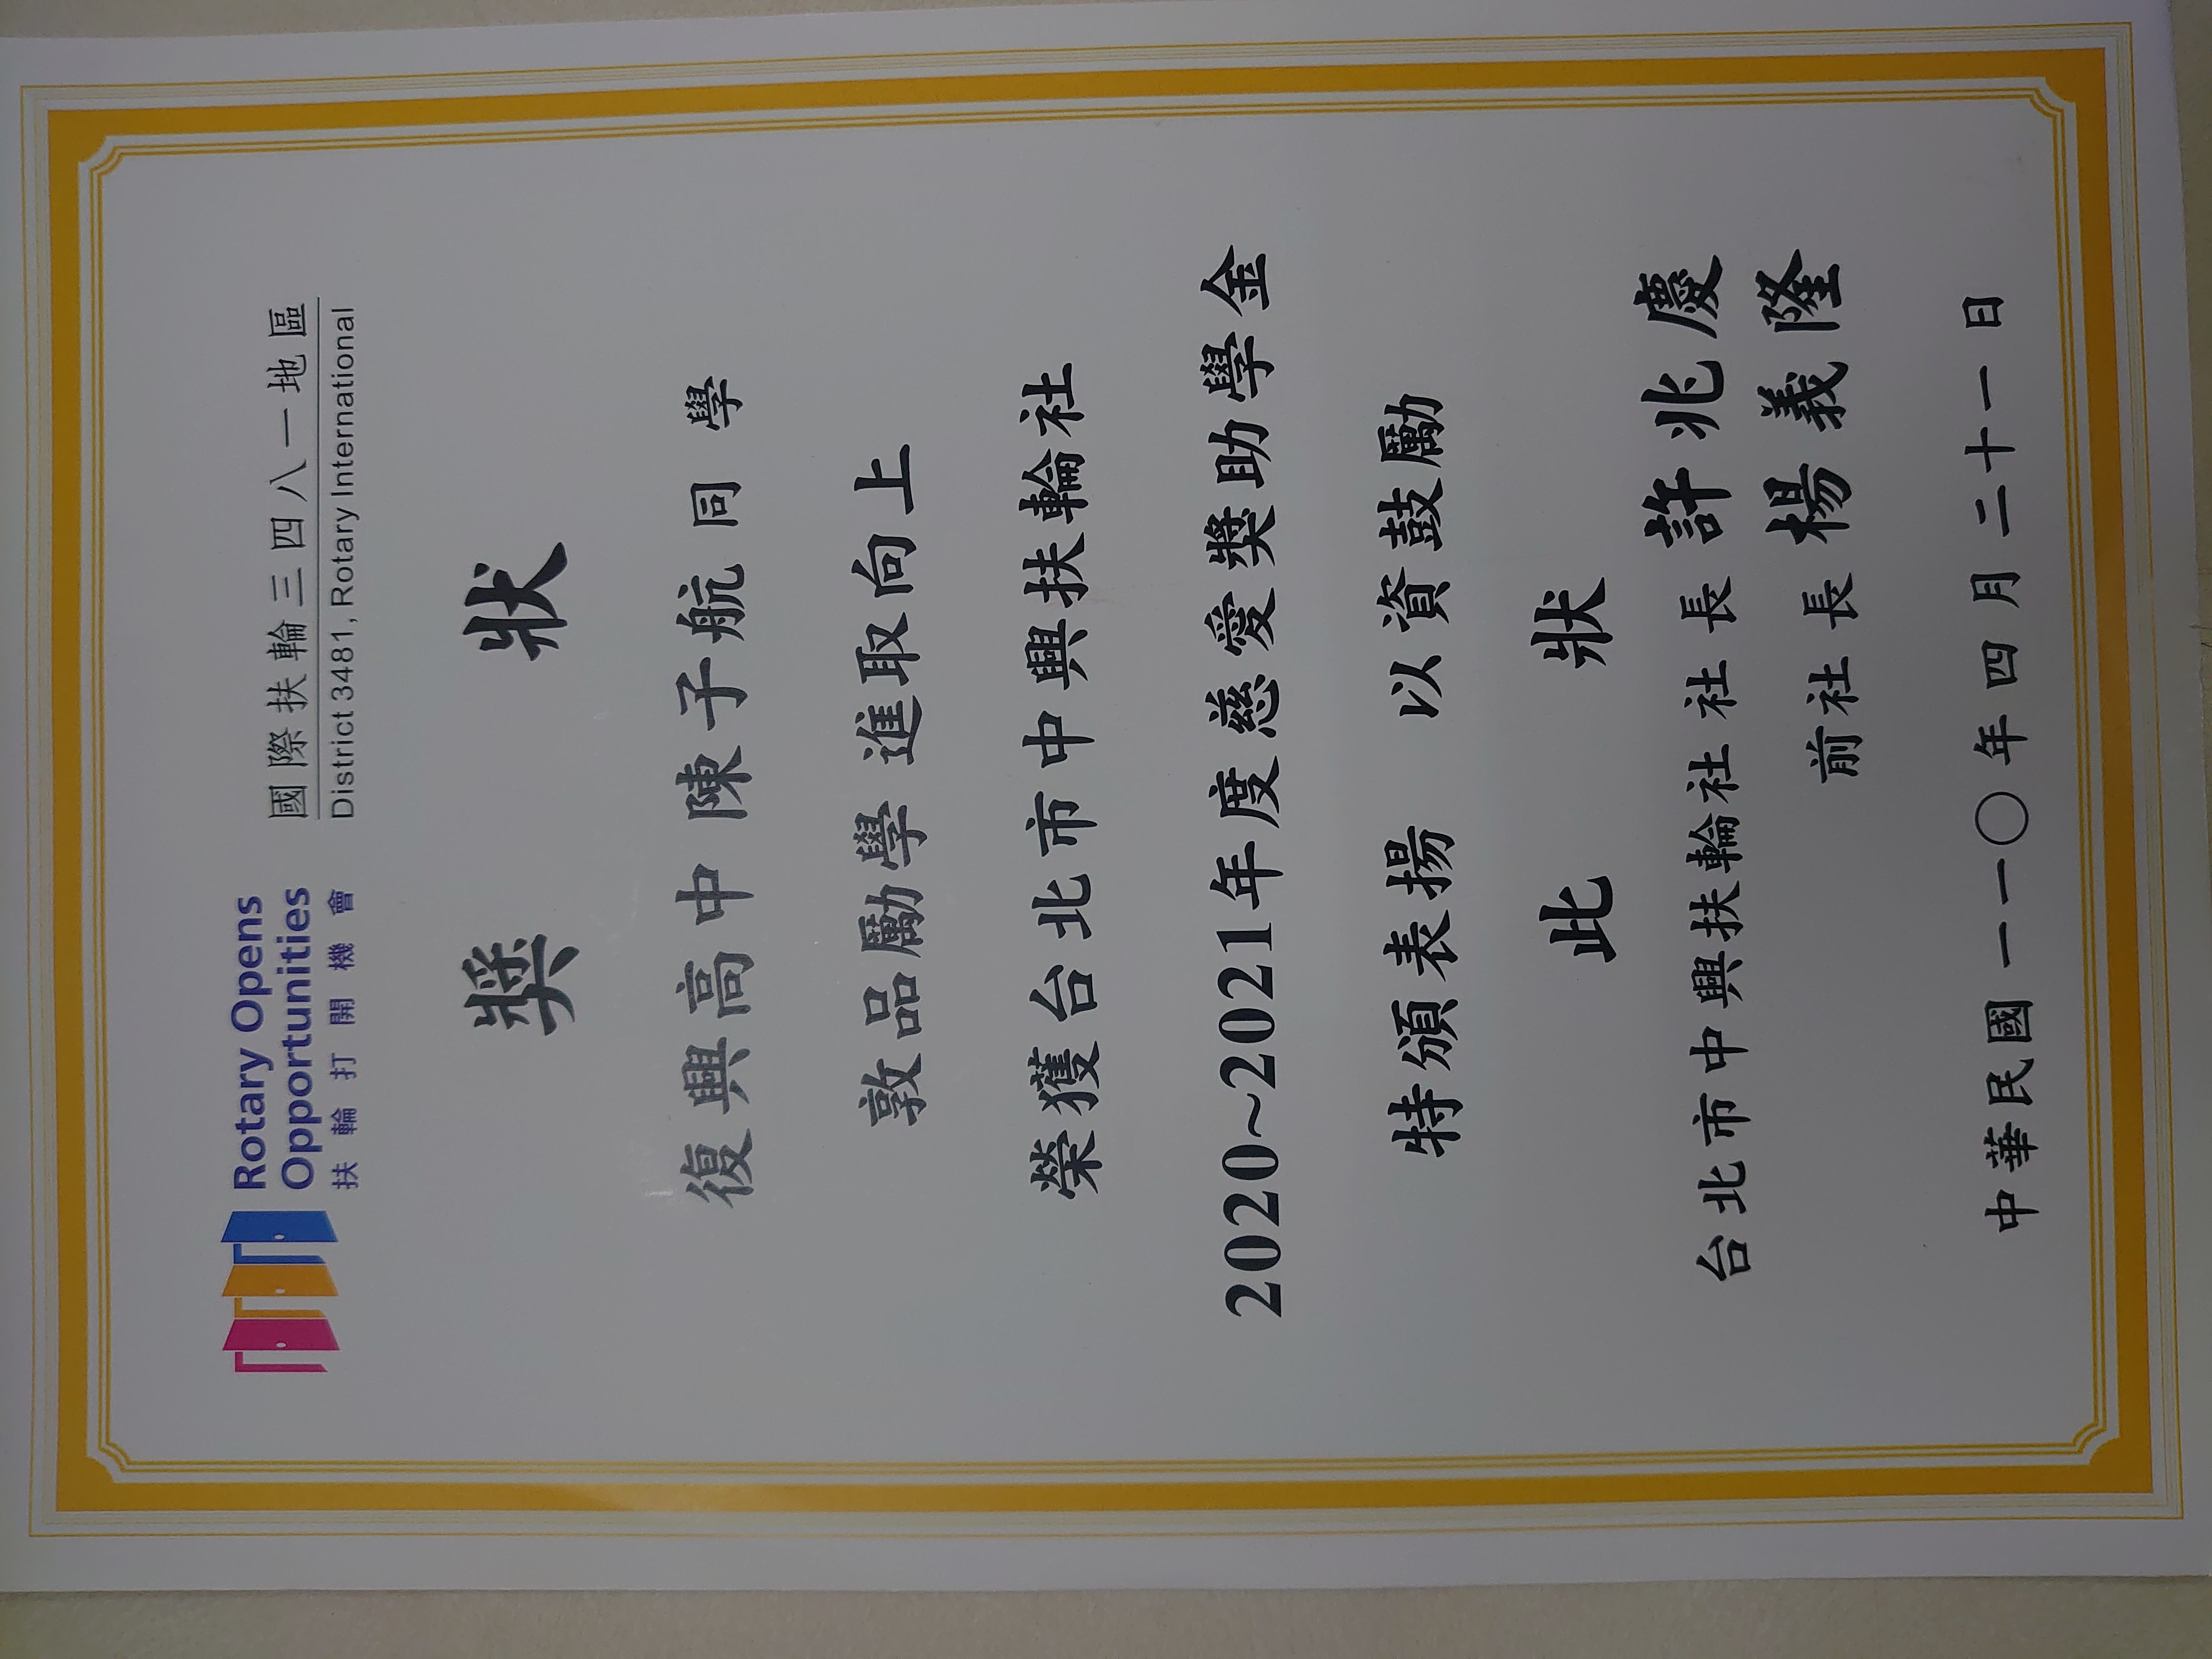 Rotary Opens
Opportunities
扶輪打開機會
國際扶輪三四八一地區
District 3481, Rotary International
獎 狀
復興高中 陳子航 同學
敦品勵學 進取向上
榮獲台北市中興扶輪社
2020~2021年度慈愛獎助學金
特頒表揚 以資鼓勵
此 狀
台北市中興扶輪社 社長 許兆慶
前社長 楊義隆
中華民國 一一〇 年 四 月 二十一 日